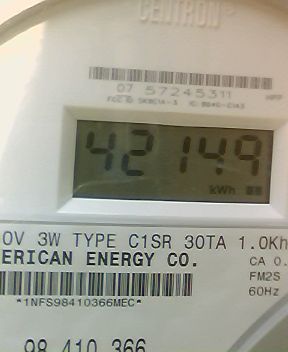 CENTRON®
07 57245311
42149
kWh
0V 3W TYPE C1SR 30TA 1.0Kh
ERICAN ENERGY CO.
CA 0.
FM2S
*1NFS98410366MEC*
60Hz
98 410 366